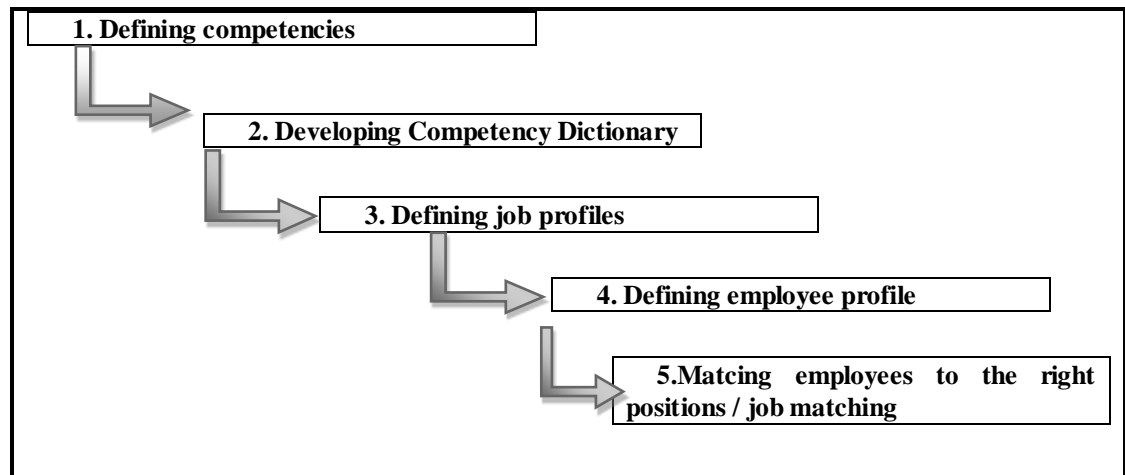 1. Defining competencies
2. Developing Competency Dictionary
3. Defining job profiles
4. Defining employee profile
5.Matcing employees to the right
positions / job matching